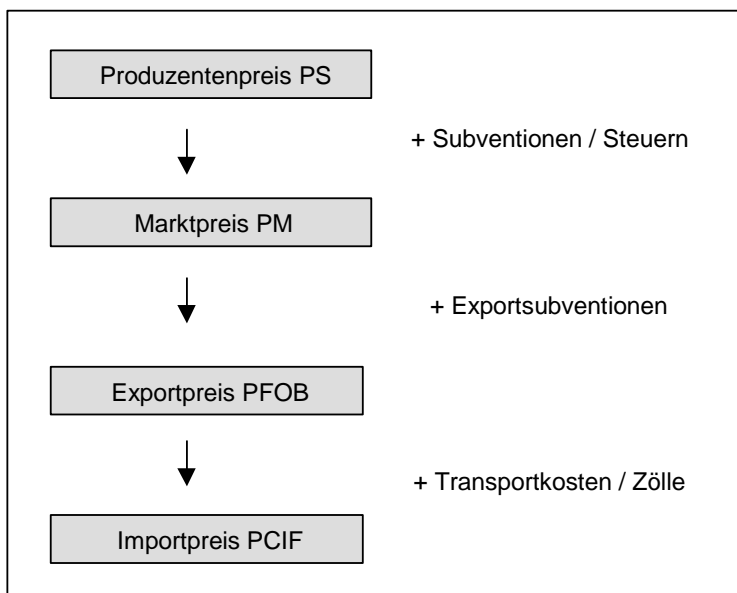 Produzentenpreis PS
+ Subventionen / Steuern
Marktpreis PM
+ Exportsubventionen
Exportpreis PFOB
+ Transportkosten / Zölle
Importpreis PCIF